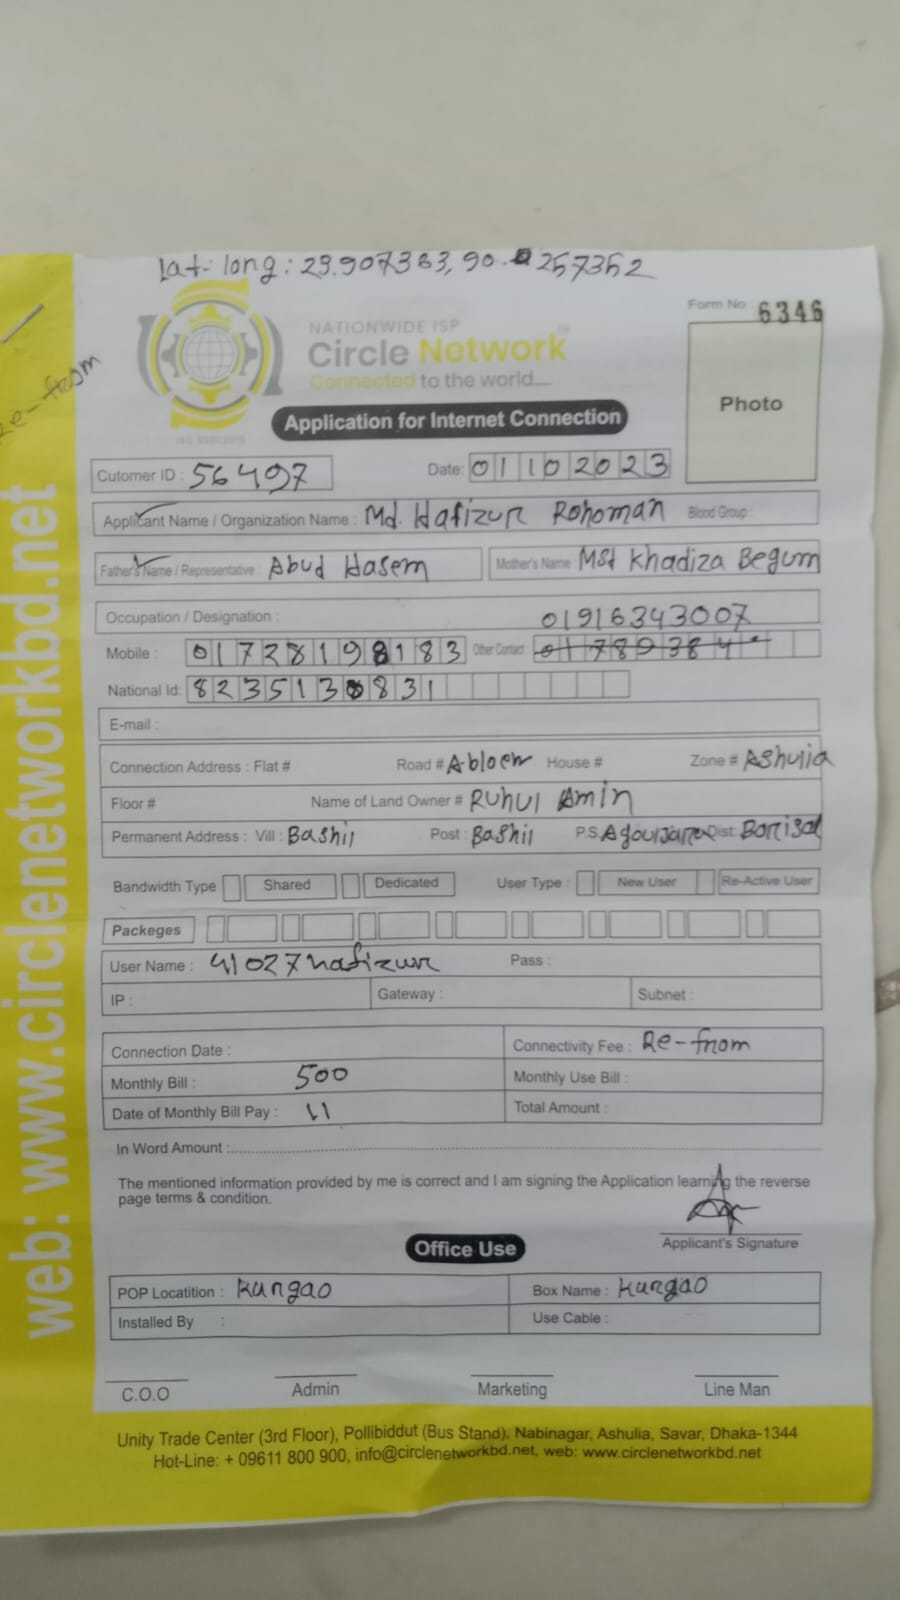 Lat- long: 23.907383, 90.257352
Form No : 6346
NATIONWIDE ISP
Circle Network
Connected to the world....
Re-from
Photo
Application for Internet Connection
Cutomer ID : 56497
Date: 01102023
Applicant Name / Organization Name : Md. Hafizur Rohoman Blood Group :
Father's Name / Representative : Abud Hasem Mother's Name : Mst Khadiza Begum
Occupation / Designation :
01916343007
Mobile : 01728198183 Other Contact : 01789384
National Id: 8235130831
E-mail :
Connection Address : Flat # Road # A-bloem House # Zone # Ashulia
Floor # Name of Land Owner # Ruhul Amin
Permanent Address : Vill : Bashil Post : Bashil P.S. Dist: Borisal
Bandwidth Type Shared Dedicated User Type : New User Re-Active User
Packeges
User Name : 41027hafizur Pass :
IP : Gateway : Subnet :
Connection Date : Connectivity Fee : Re-from
Monthly Bill : 500 Monthly Use Bill :
Date of Monthly Bill Pay : 11 Total Amount :
In Word Amount :
The mentioned information provided by me is correct and I am signing the Application learning the reverse
page terms & condition.
Applicant's Signature
Office Use
POP Locatition : Kungao Box Name : Kungao
Installed By : Use Cable :
C.O.O Admin Marketing Line Man
Unity Trade Center (3rd Floor), Pollibiddut (Bus Stand), Nabinagar, Ashulia, Savar, Dhaka-1344
Hot-Line: + 09611 800 900, info@circlenetworkbd.net, web: www.circlenetworkbd.net
web: www.circlenetworkbd.net